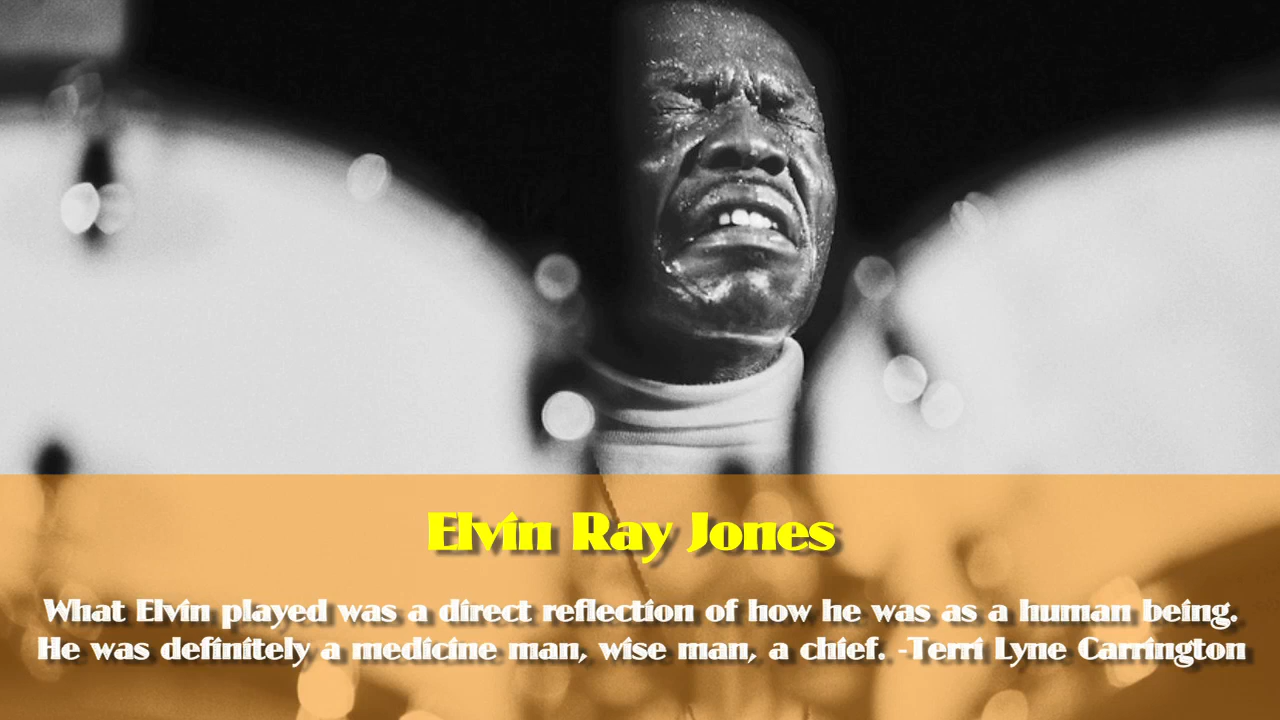 Elvin Ray Jones
What Elvin played was a direct reflection of how he was as a human being.
He was definitely a medicine man, wise man, a chief. -Terri Lyne Carrington